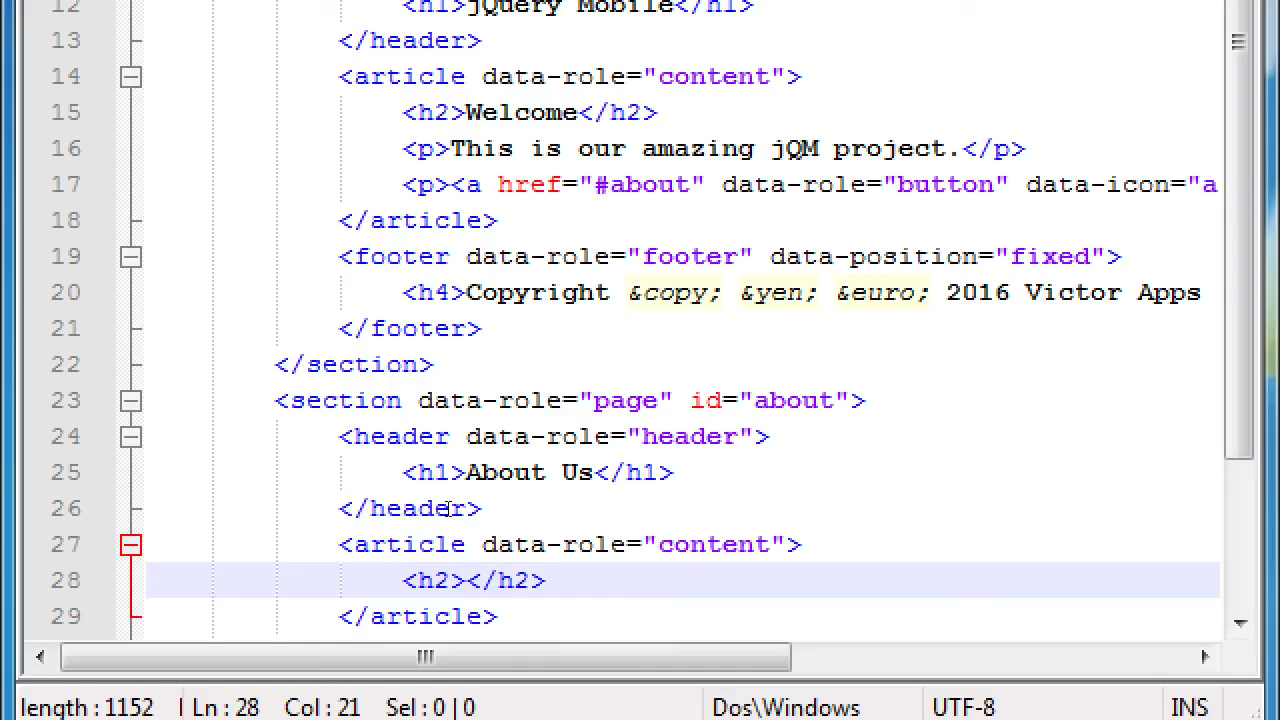 12 <h1>jQuery Mobile</h1>
13 </header>
14 <article data-role="content">
15 <h2>Welcome</h2>
16 <p>This is our amazing jQM project.</p>
17 <p><a href="#about" data-role="button" data-icon="a
18 </article>
19 <footer data-role="footer" data-position="fixed">
20 <h4>Copyright &copy; &yen; &euro; 2016 Victor Apps
21 </footer>
22 </section>
23 <section data-role="page" id="about">
24 <header data-role="header">
25 <h1>About Us</h1>
26 </header>
27 <article data-role="content">
28 <h2></h2>
29 </article>
length : 1152 l Ln : 28 Col : 21 Sel : 0 | 0 Dos\Windows UTF-8 INS